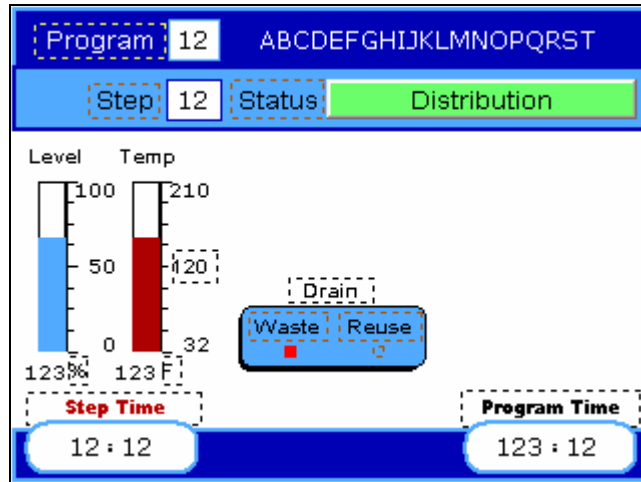 Program 12 ABCDEFGHIJKLMNOPQRST
Step 12 Status Distribution
Level Temp
100 210
50 120
0 32
123% 123 F
Drain
Waste Reuse
Step Time Program Time
12 : 12 123 : 12